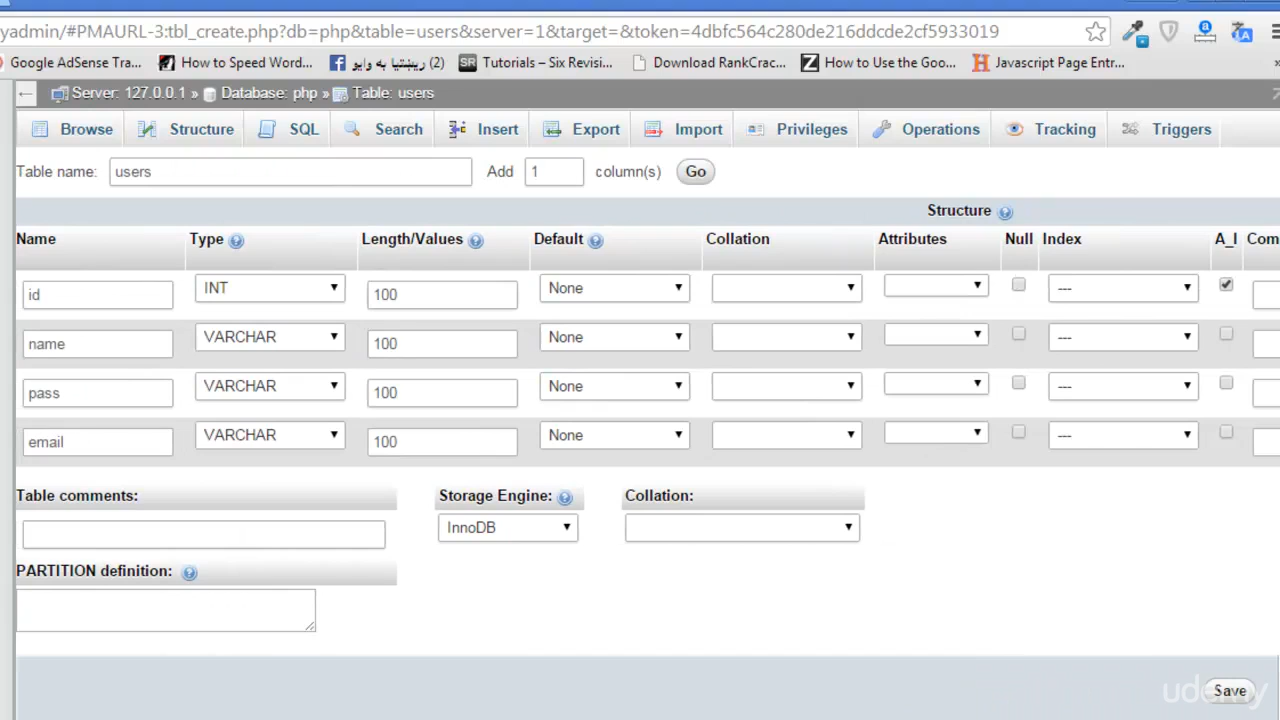 yadmin/#PMAURL-3:tbl_create.php?db=php&table=users&server=1&target=&token=4dbfc564c280de216ddcde2cf5933019
Google AdSense Tra... How to Speed Wordp... ریښتیا به وایو (2) SR Tutorials – Six Revisi... Download RankCrac... Z How to Use the Goo... H Javascript Page Entr... »
← Server: 127.0.0.1 » Database: php » Table: users
Browse Structure SQL Search Insert Export Import Privileges Operations Tracking Triggers
Table name: users Add 1 column(s) Go
Structure
Name Type Length/Values Default Collation Attributes Null Index A_I Com
id INT 100 None ---
name VARCHAR 100 None ---
pass VARCHAR 100 None ---
email VARCHAR 100 None ---
Table comments: Storage Engine: Collation:
InnoDB
PARTITION definition:
Save
udemy